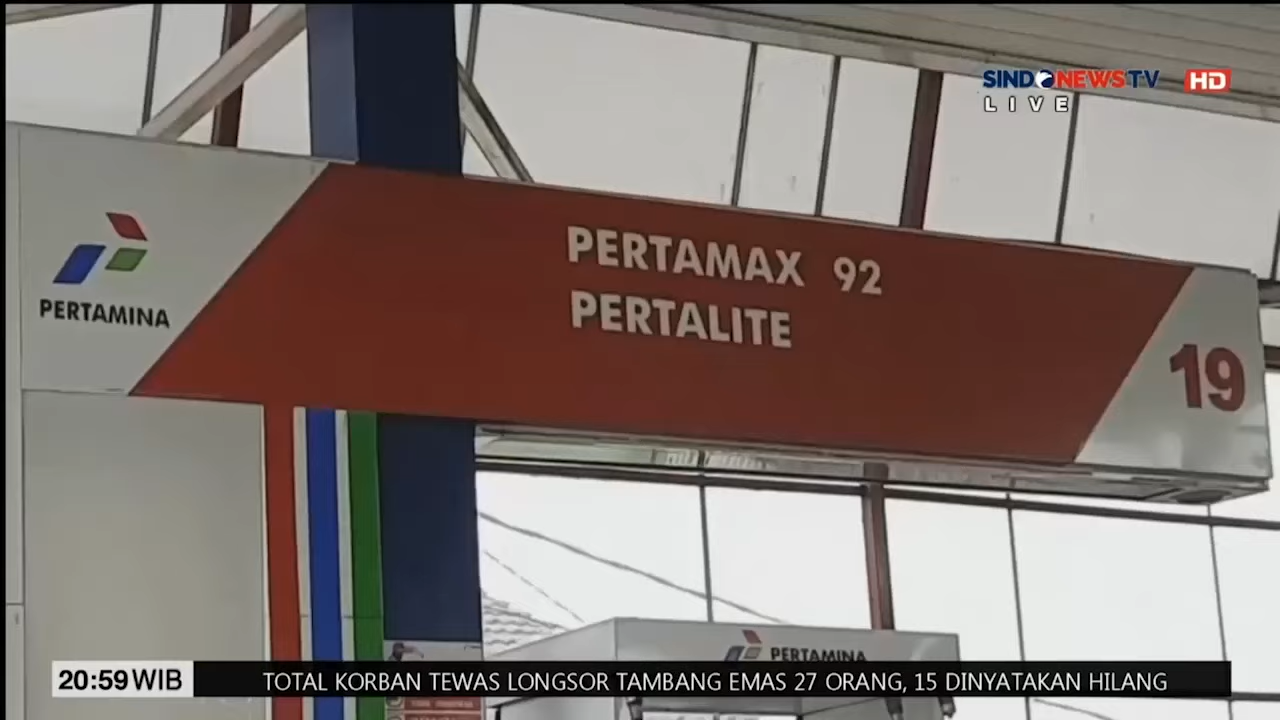 SINDONEWSTV HD
LIVE
PERTAMAX 92
PERTALITE
PERTAMINA
19
PERTAMINA
20:59 WIB TOTAL KORBAN TEWAS LONGSOR TAMBANG EMAS 27 ORANG, 15 DINYATAKAN HILANG